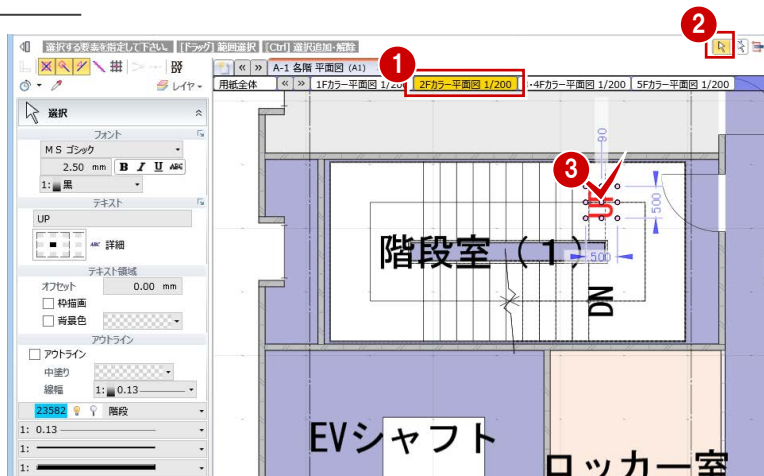 2
選択する要素を指定して下さい。 [ドラッグ] 範囲選択 [Ctrl] 選択追加・解除
1
A-1 各階 平面図 (A1)
レイヤ
用紙全体 1Fカラー平面図 1/200 2Fカラー平面図 1/200 4Fカラー平面図 1/200 5Fカラー平面図 1/200
選択
フォント
MS ゴシック
2.50 mm B I U ABC
1: 黒
テキスト
UP
ABC 詳細
テキスト領域
オフセット 0.00 mm
枠描画
背景色
アウトライン
アウトライン
中塗り
線幅 1: 0.13
23582 階段
1: 0.13
1:
1:
90
3
UP
500
500
階段室(1)
DN
EVシャフト
ロッカー室